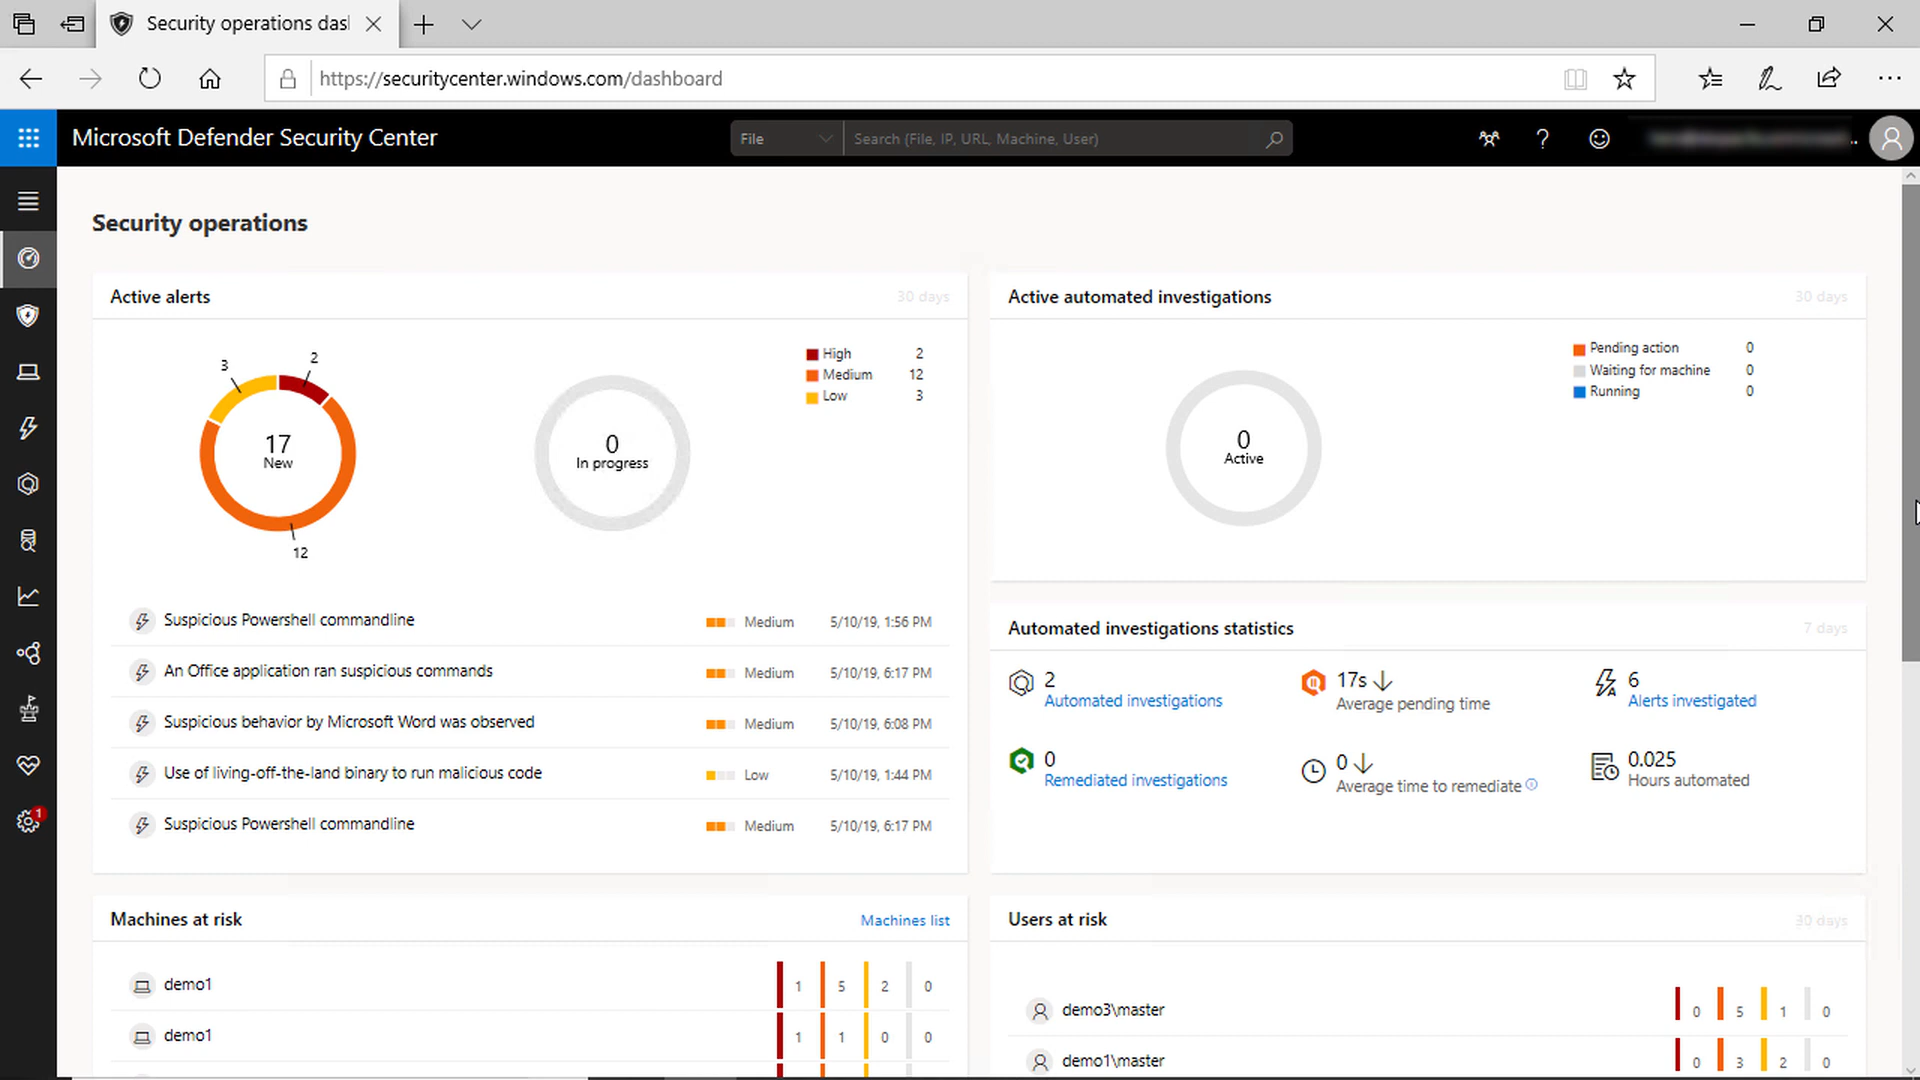 Security operations das
https://securitycenter.windows.com/dashboard
Microsoft Defender Security Center
File
Search (File, IP, URL, Machine, User)
Security operations
Active alerts
30 days
3
2
17
New
12
0
In progress
High 2
Medium 12
Low 3
Suspicious Powershell commandline Medium 5/10/19, 1:56 PM
An Office application ran suspicious commands Medium 5/10/19, 6:17 PM
Suspicious behavior by Microsoft Word was observed Medium 5/10/19, 6:08 PM
Use of living-off-the-land binary to run malicious code Low 5/10/19, 1:44 PM
Suspicious Powershell commandline Medium 5/10/19, 6:17 PM
Active automated investigations
30 days
0
Active
Pending action 0
Waiting for machine 0
Running 0
Automated investigations statistics
7 days
2
Automated investigations
17s
Average pending time
6
Alerts investigated
0
Remediated investigations
0
Average time to remediate
0.025
Hours automated
Machines at risk
Machines list
demo1 1 5 2 0
demo1 1 1 0 0
Users at risk
30 days
demo3\master 0 5 1 0
demo1\master 0 3 2 0
1